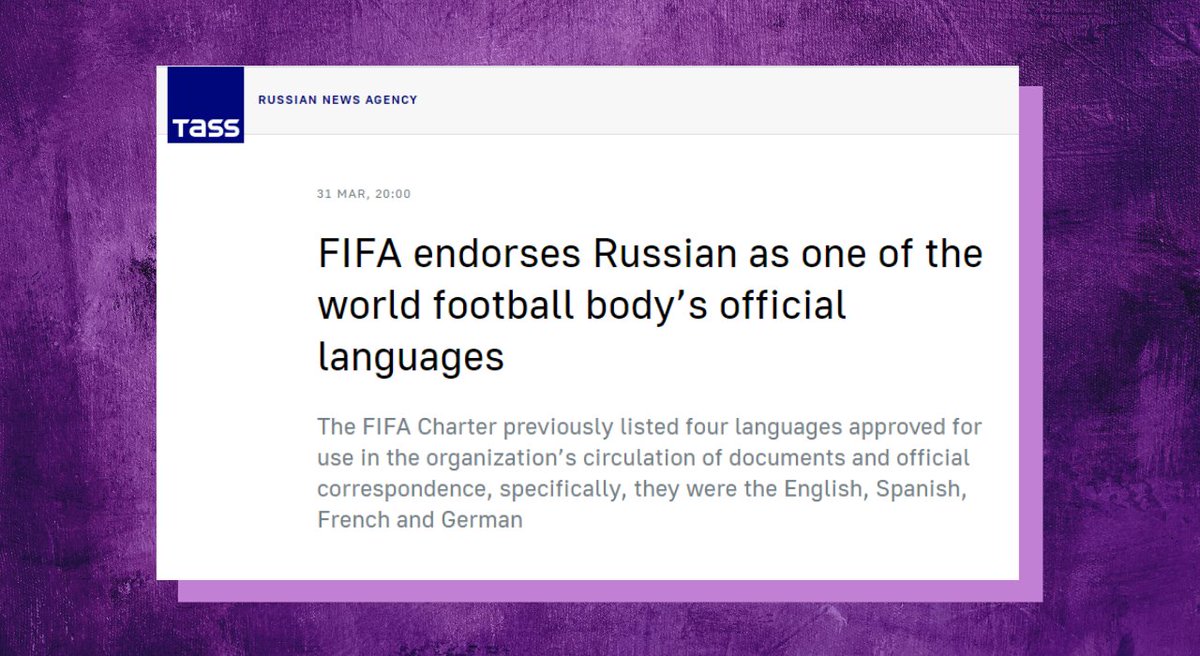 Tass
RUSSIAN NEWS AGENCY
31 MAR, 20:00
FIFA endorses Russian as one of the
world football body’s official
languages
The FIFA Charter previously listed four languages approved for
use in the organization’s circulation of documents and official
correspondence, specifically, they were the English, Spanish,
French and German